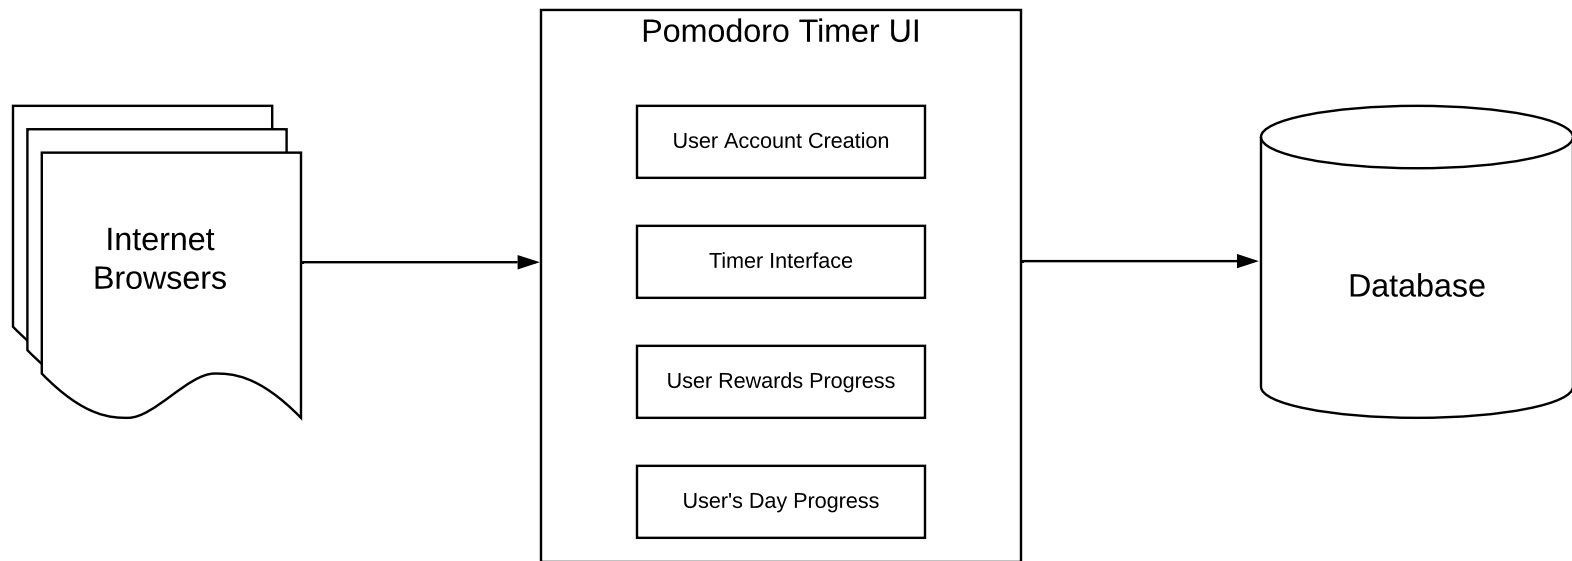 Pomodoro Timer UI
User Account Creation
Internet
Browsers
Timer Interface
Database
User Rewards Progress
User's Day Progress